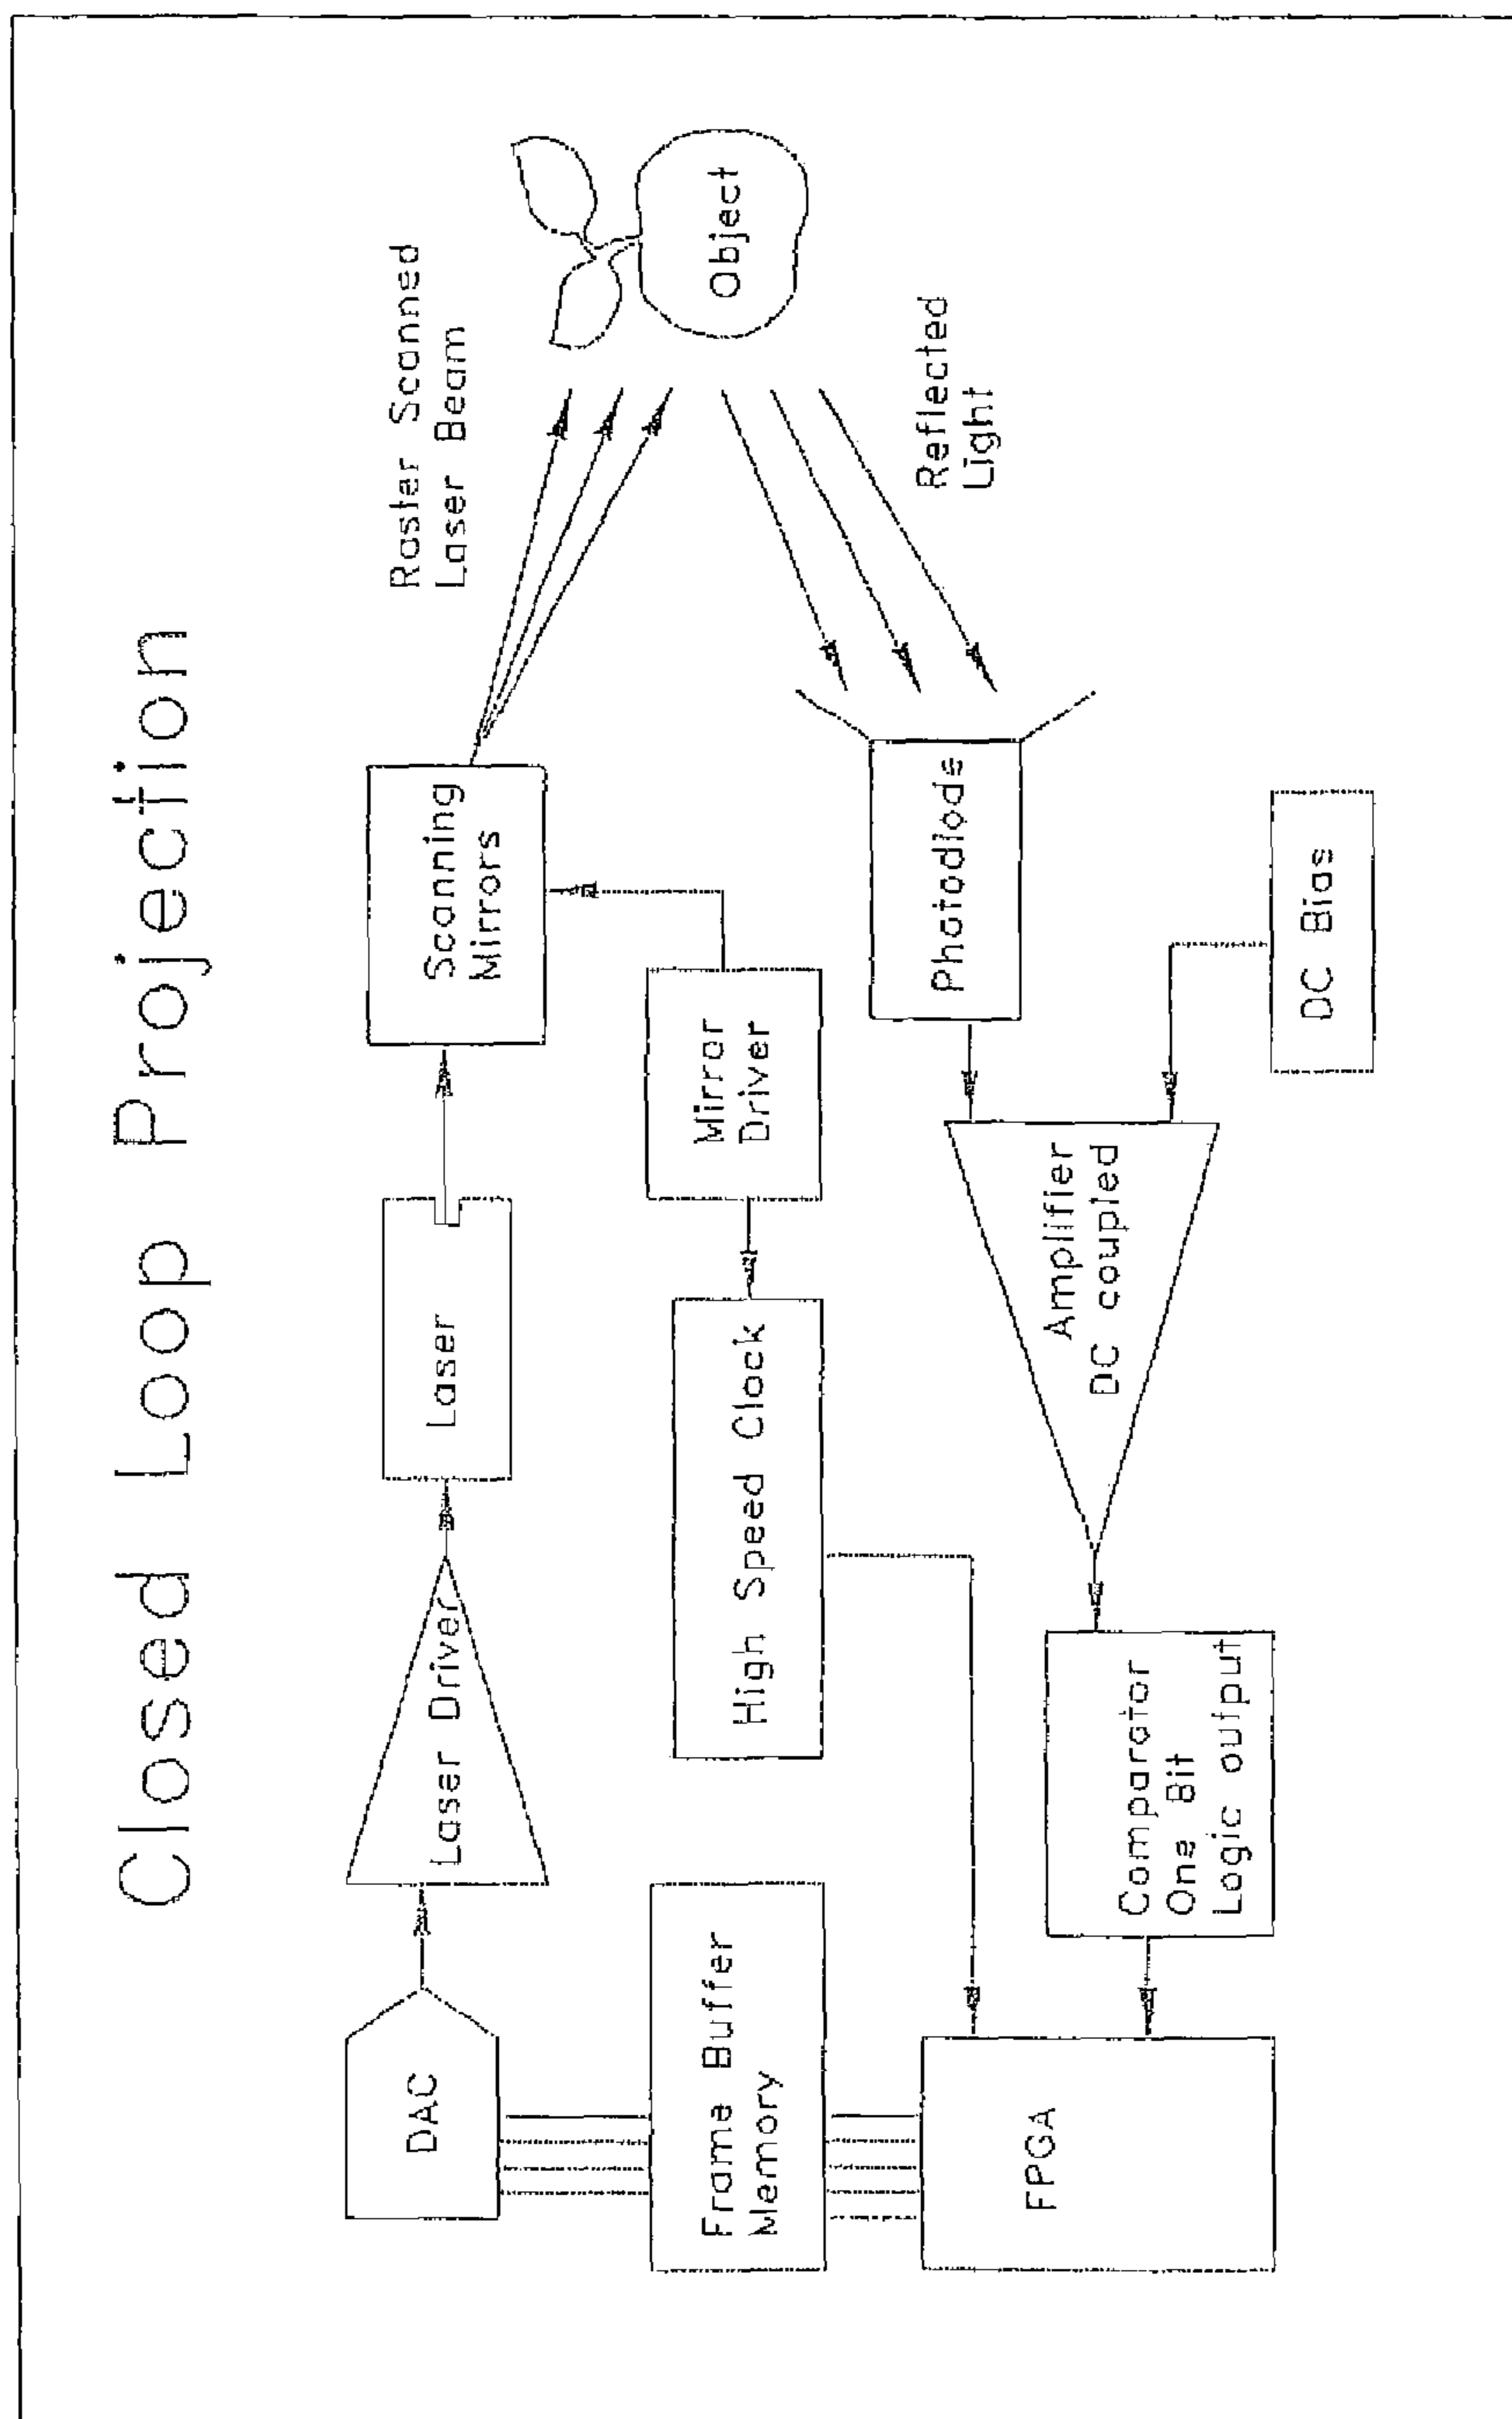 Closed Loop Projection
DAC
Laser Driver
Laser
Scanning
Mirrors
Raster Scanned
Laser Beam
Object
Reflected
Light
Frame Buffer
Memory
High Speed Clock
Mirror
Driver
Photodiode
FPGA
Comparator
One Bit
Logic output
Amplifier
DC coupled
DC Bias